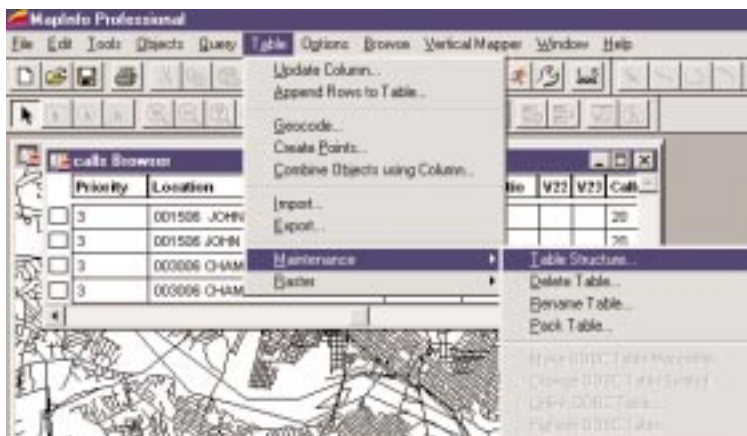 MapInfo Professional
File Edit Tools Objects Query Table Options Browse Vertical Mapper Window Help
Update Column...
Append Rows to Table...
Geocode...
Create Points...
Combine Objects using Column...
Import...
Export...
Maintenance
Raster
Table Structure...
Delete Table...
Rename Table...
Pack Table...
calls Browser
Priority Location V22 V23 Call
3 001506 JOHN 20
3 001506 JOHN 20
3 003006 CHAM
3 003006 CHAM